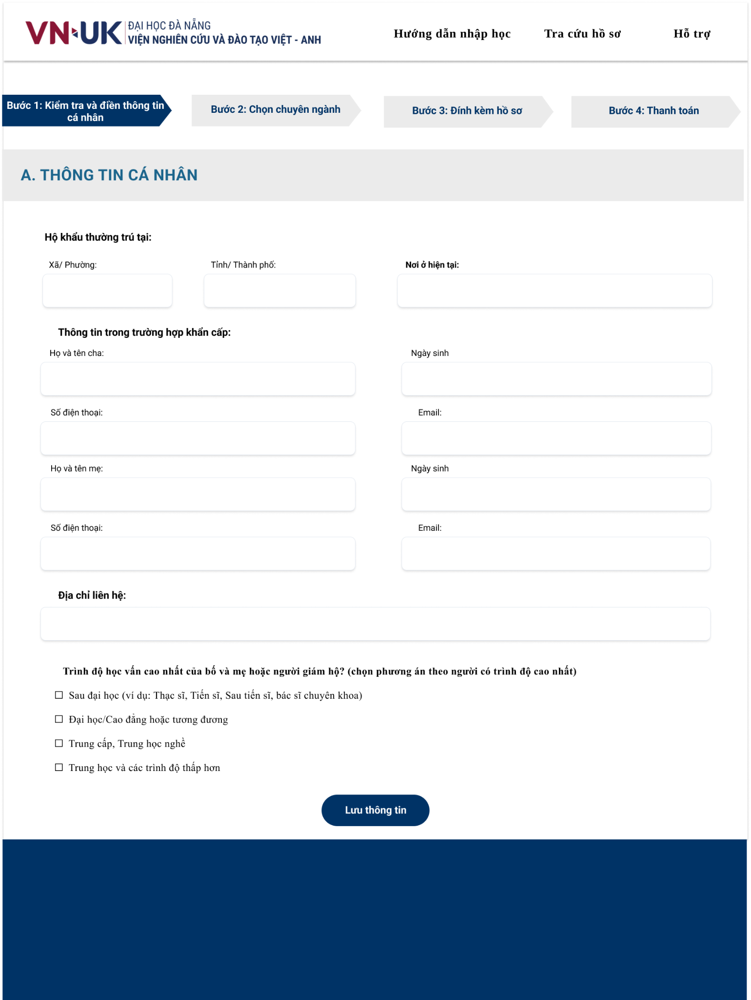 VN UK
ĐẠI HỌC ĐÀ NẴNG
VIỆN NGHIÊN CỨU VÀ ĐÀO TẠO VIỆT - ANH
Hướng dẫn nhập học
Tra cứu hồ sơ
Hỗ trợ
Bước 1: Kiểm tra và điền thông tin
cá nhân
Bước 2: Chọn chuyên ngành
Bước 3: Đính kèm hồ sơ
Bước 4: Thanh toán
A. THÔNG TIN CÁ NHÂN
Hộ khẩu thường trú tại:
Xã/ Phường:
Tỉnh/ Thành phố:
Nơi ở hiện tại:
Thông tin trong trường hợp khẩn cấp:
Họ và tên cha:
Ngày sinh
Số điện thoại:
Email:
Họ và tên mẹ:
Ngày sinh
Số điện thoại:
Email:
Địa chỉ liên hệ:
Trình độ học vấn cao nhất của bố và mẹ hoặc người giám hộ? (chọn phương án theo người có trình độ cao nhất)
☐ Sau đại học (ví dụ: Thạc sĩ, Tiến sĩ, Sau tiến sĩ, bác sĩ chuyên khoa)
☐ Đại học/Cao đẳng hoặc tương đương
☐ Trung cấp, Trung học nghề
☐ Trung học và các trình độ thấp hơn
Lưu thông tin